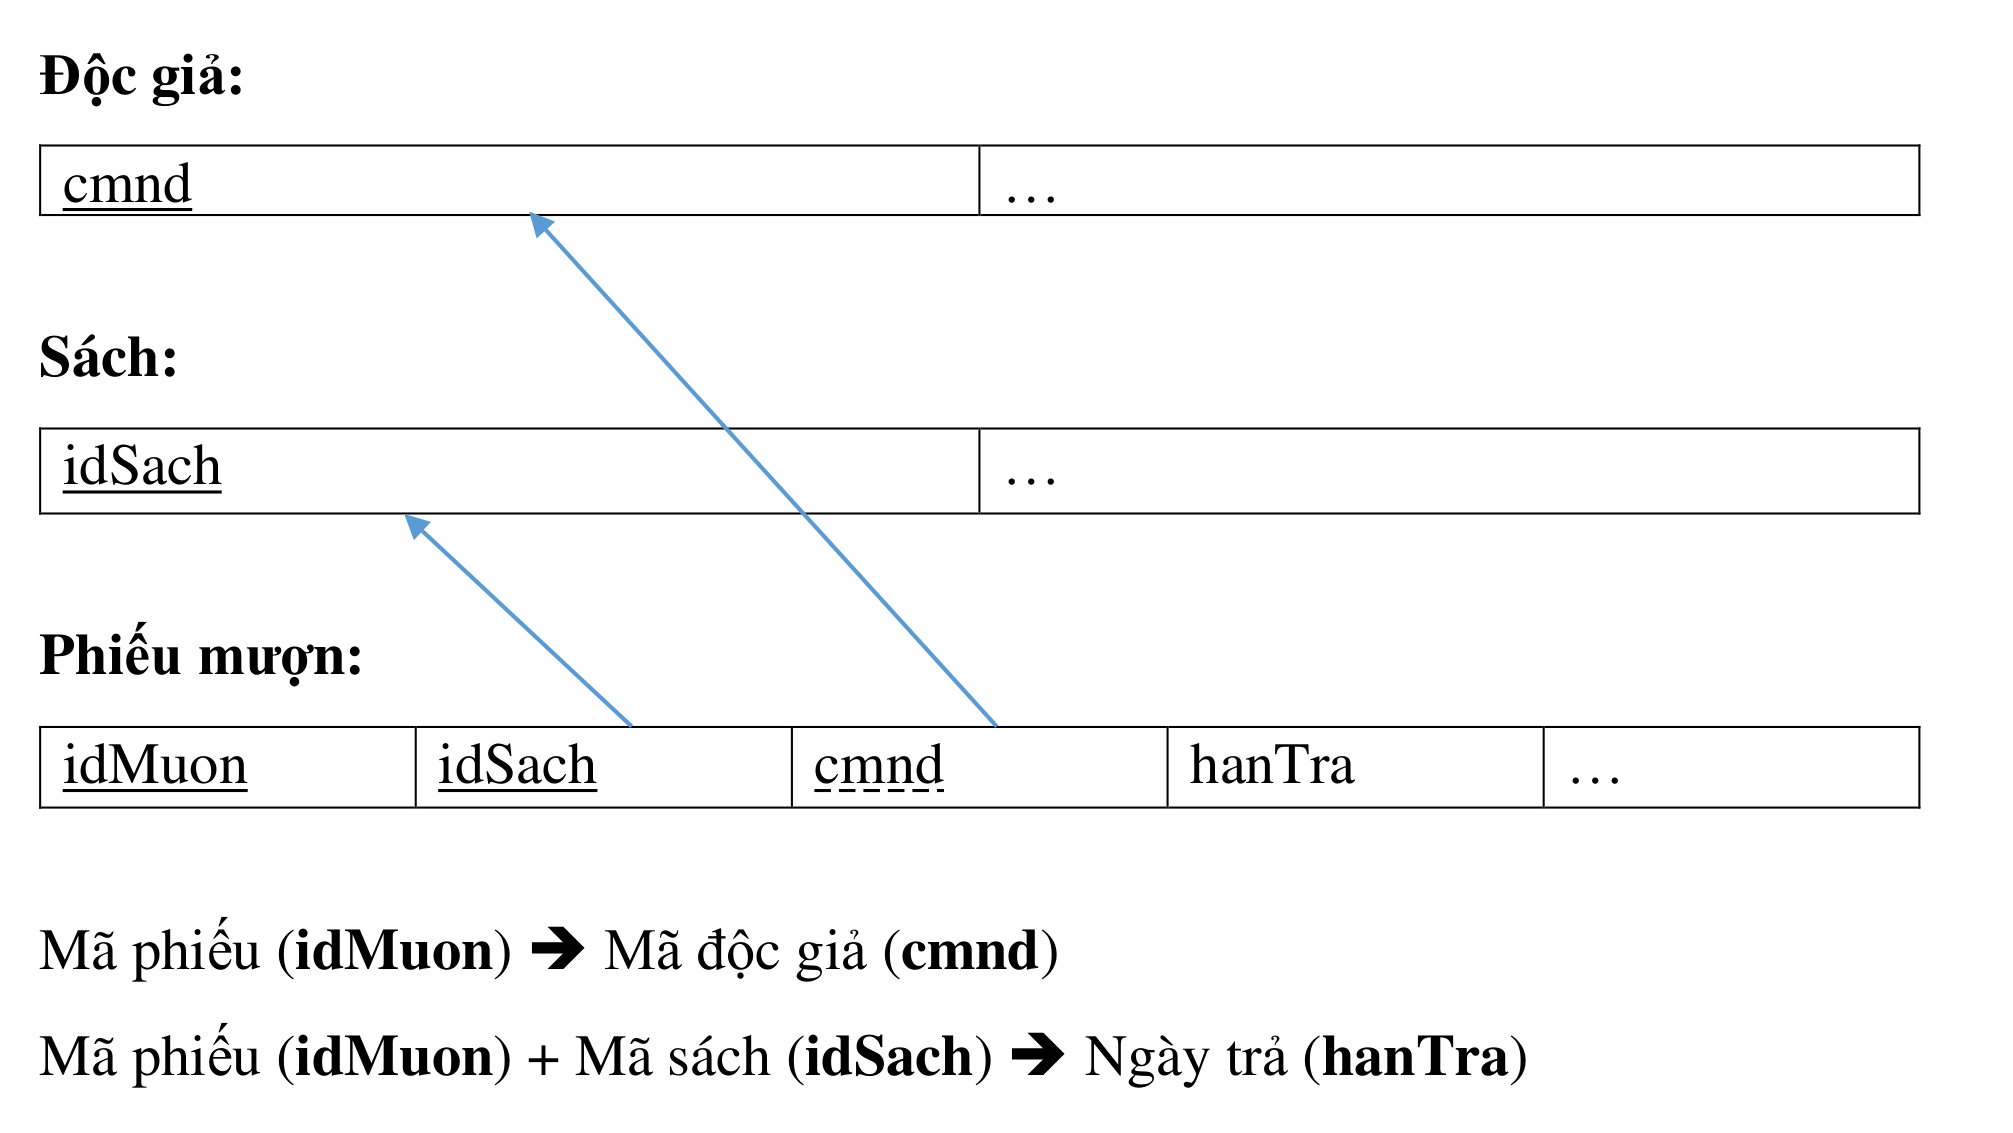 Độc giả:
cmnd …
Sách:
idSach …
Phiếu mượn:
idMuon idSach cmnd hanTra …
Mã phiếu (idMuon) ➔ Mã độc giả (cmnd)
Mã phiếu (idMuon) + Mã sách (idSach) ➔ Ngày trả (hanTra)